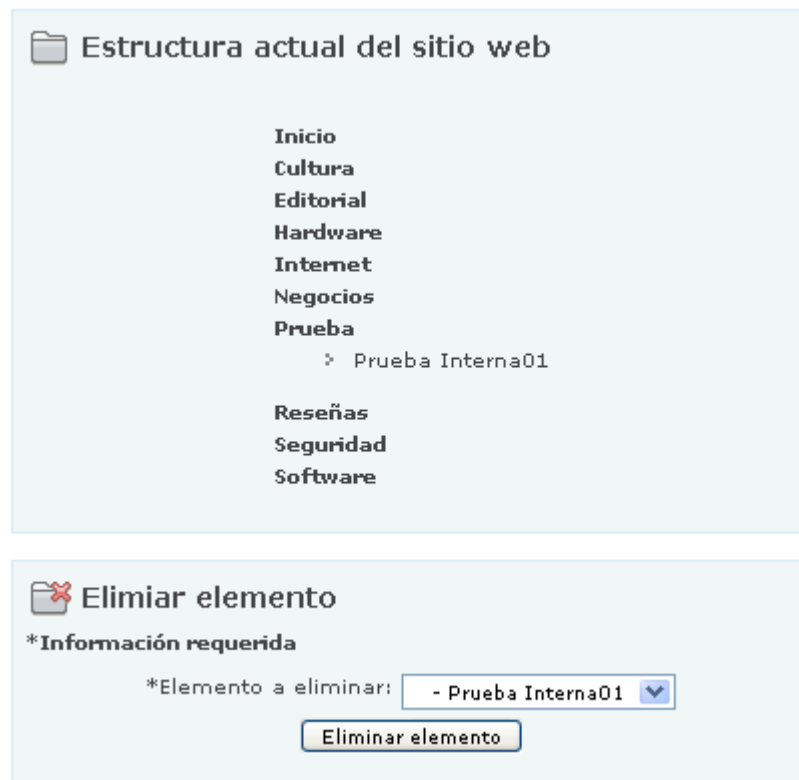 Estructura actual del sitio web
Inicio
Cultura
Editorial
Hardware
Internet
Negocios
Prueba
Prueba Interna01
Reseñas
Seguridad
Software
Elimiar elemento
*Información requerida
*Elemento a eliminar: - Prueba Interna01
Eliminar elemento